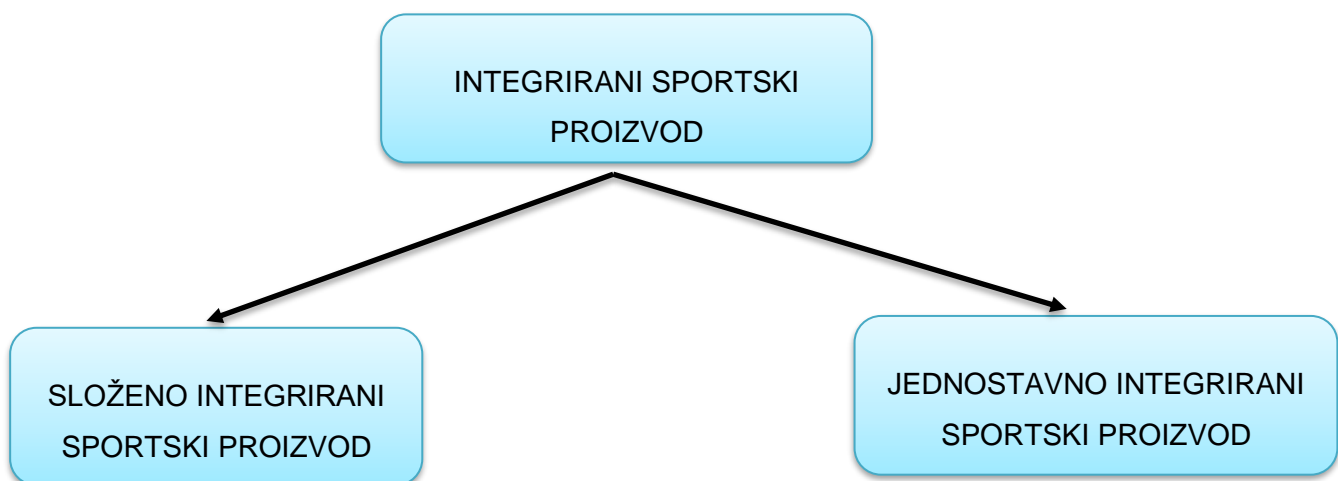 INTEGRIRANI SPORTSKI
PROIZVOD
SLOŽENO INTEGRIRANI
SPORTSKI PROIZVOD
JEDNOSTAVNO INTEGRIRANI
SPORTSKI PROIZVOD